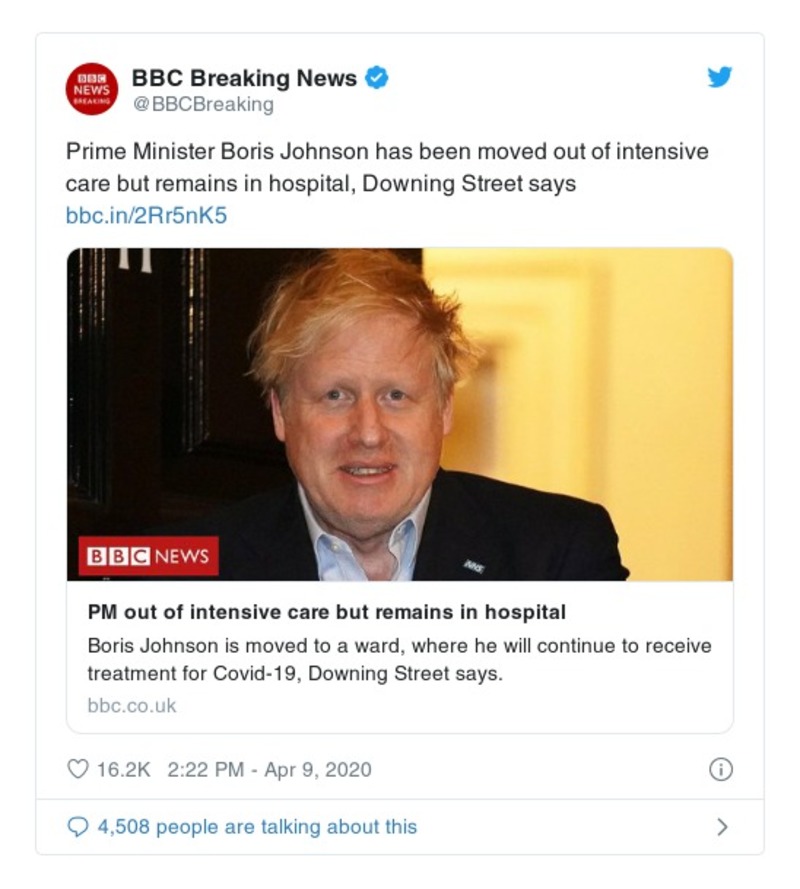 BBC
NEWS
BREAKING
BBC Breaking News
@BBCBreaking
Prime Minister Boris Johnson has been moved out of intensive
care but remains in hospital, Downing Street says
bbc.in/2Rr5nK5
BBC NEWS
NHS
PM out of intensive care but remains in hospital
Boris Johnson is moved to a ward, where he will continue to receive
treatment for Covid-19, Downing Street says.
bbc.co.uk
16.2K 2:22 PM - Apr 9, 2020
4,508 people are talking about this